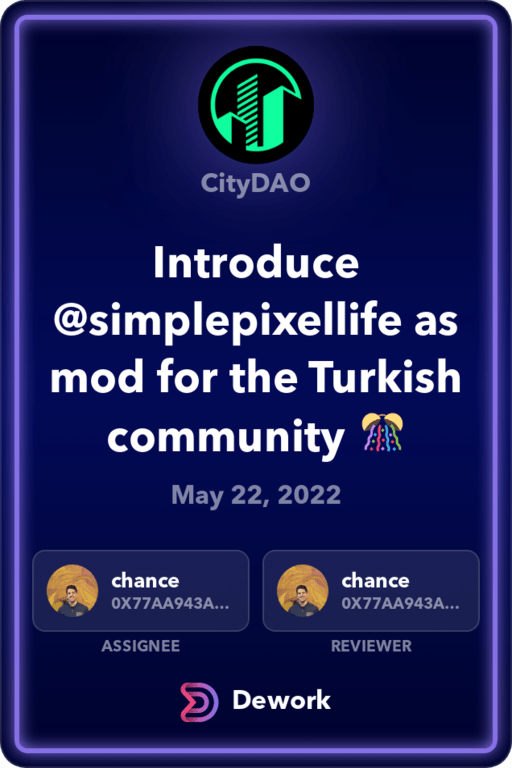 CityDAO
Introduce
@simplepixellife as
mod for the Turkish
community 🎊
May 22, 2022
chance
0X77AA943A...
ASSIGNEE
chance
0X77AA943A...
REVIEWER
Dework